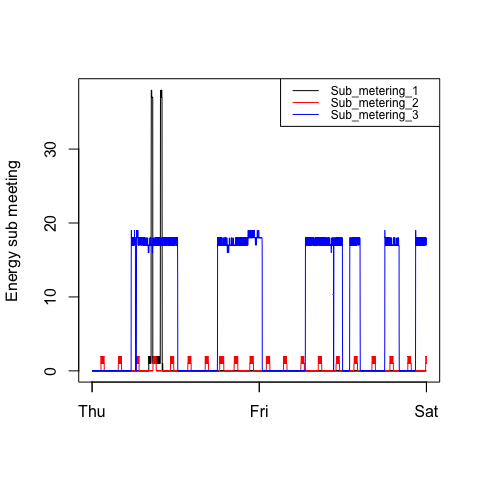 Sub_metering_1
Sub_metering_2
Sub_metering_3
Energy sub meeting
30
20
10
0
Thu Fri Sat